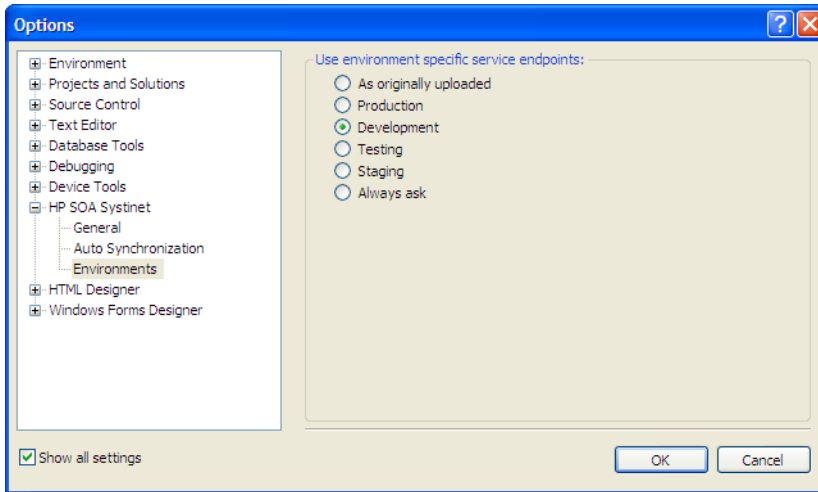 Options
Environment
Projects and Solutions
Source Control
Text Editor
Database Tools
Debugging
Device Tools
HP SOA Systinet
General
Auto Synchronization
Environments
HTML Designer
Windows Forms Designer
Use environment specific service endpoints:
As originally uploaded
Production
Development
Testing
Staging
Always ask
Show all settings
OK
Cancel